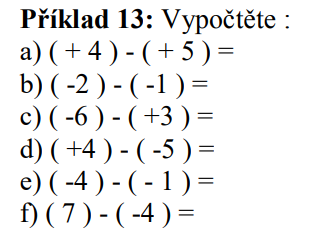 Příklad 13: Vypočtěte :
a) ( + 4 ) - ( + 5 ) =
b) ( -2 ) - ( -1 ) =
c) ( -6 ) - ( +3 ) =
d) ( +4 ) - ( -5 ) =
e) ( -4 ) - ( - 1 ) =
f) ( 7 ) - ( -4 ) =